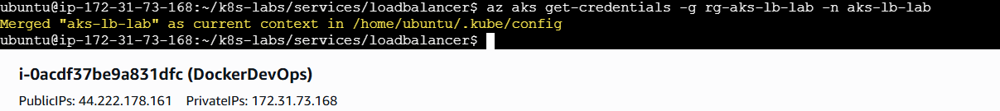 ubuntu@ip-172-31-73-168:~/k8s-labs/services/loadbalancer$ az aks get-credentials -g rg-aks-lb-lab -n aks-lb-lab
Merged "aks-lb-lab" as current context in /home/ubuntu/.kube/config
ubuntu@ip-172-31-73-168:~/k8s-labs/services/loadbalancer$
i-0acdf37be9a831dfc (DockerDevOps)
PublicIPs: 44.222.178.161 PrivateIPs: 172.31.73.168